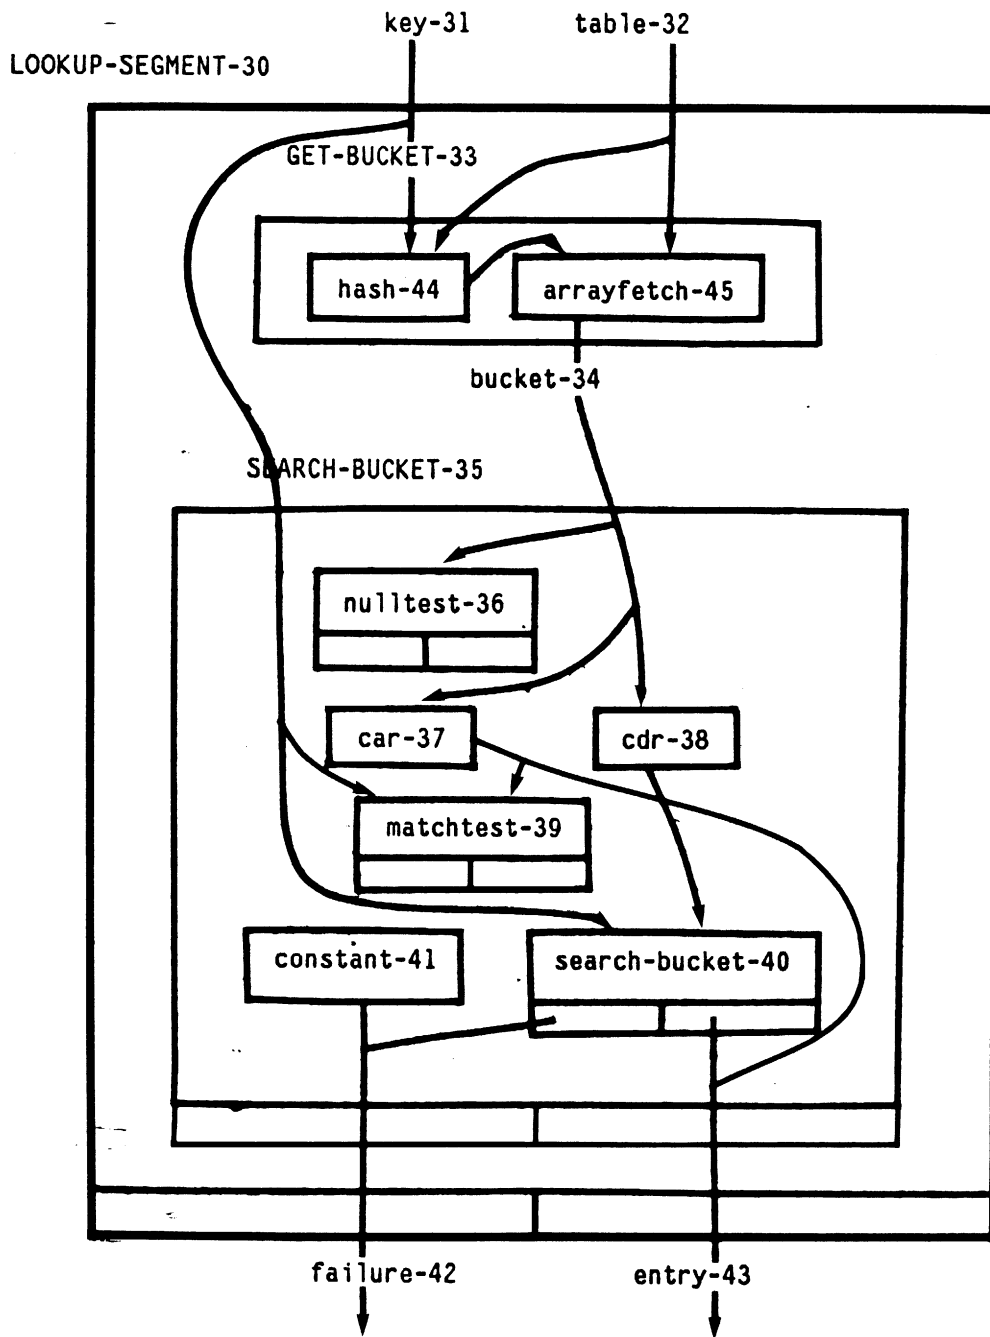 key-31
table-32
LOOKUP-SEGMENT-30
GET-BUCKET-33
hash-44
arrayfetch-45
bucket-34
SEARCH-BUCKET-35
nulltest-36
car-37
cdr-38
matchtest-39
constant-41
search-bucket-40
failure-42
entry-43